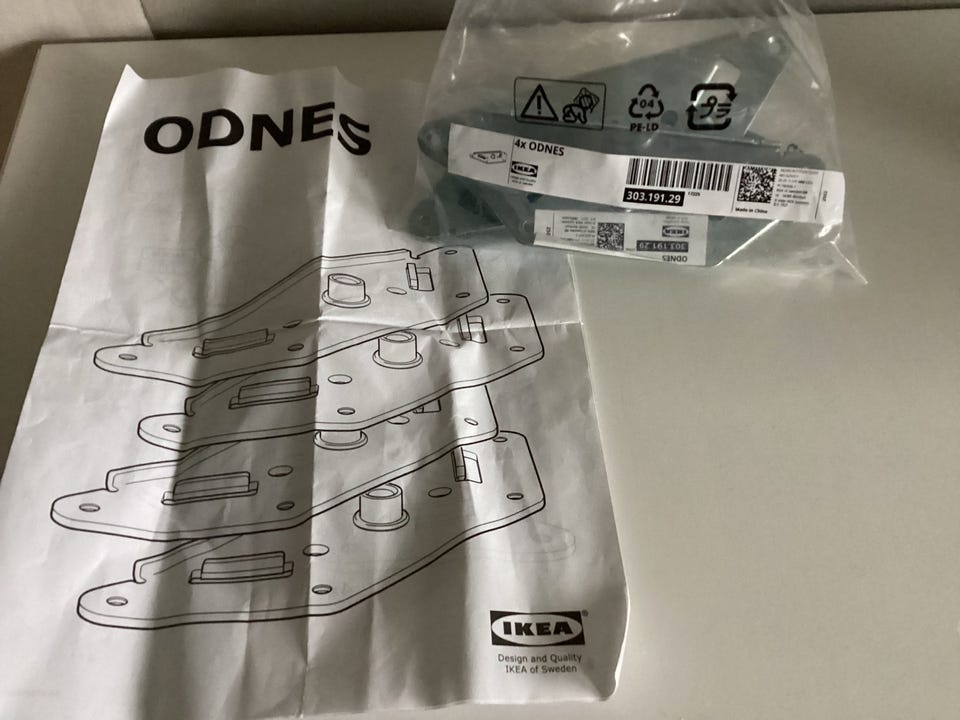 ODNES
04
PE-LD
4x ODNES
IKEA
303.191.29
Made in China
IKEA
303.191.29
ODNES
IKEA®
Design and Quality
IKEA of Sweden